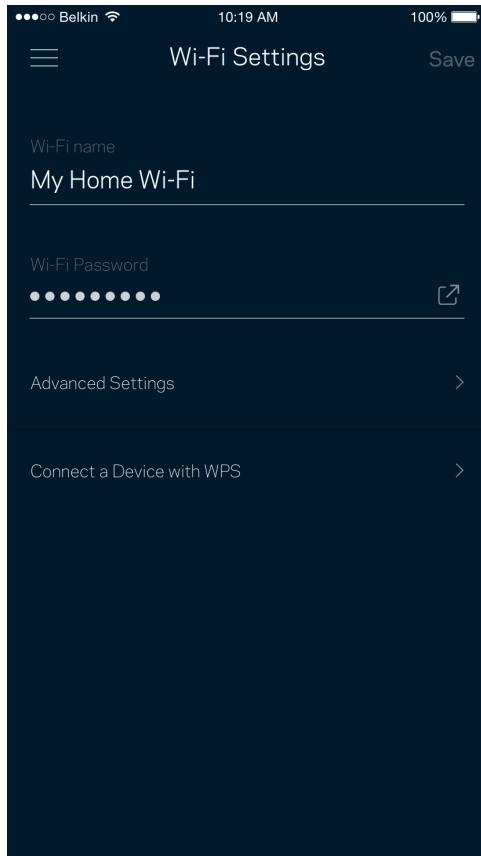 Belkin 10:19 AM 100%
Wi-Fi Settings Save
Wi-Fi name
My Home Wi-Fi
Wi-Fi Password
●●●●●●●●●
Advanced Settings
Connect a Device with WPS